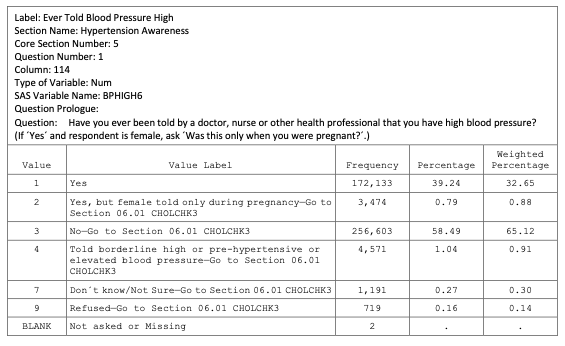 Label: Ever Told Blood Pressure High
Section Name: Hypertension Awareness
Core Section Number: 5
Question Number: 1
Column: 114
Type of Variable: Num
SAS Variable Name: BPHIGH6
Question Prologue:
Question: Have you ever been told by a doctor, nurse or other health professional that you have high blood pressure?
(If ´Yes´ and respondent is female, ask ´Was this only when you were pregnant?´.)
Value Value Label Frequency Percentage Weighted Percentage
1 Yes 172,133 39.24 32.65
2 Yes, but female told only during pregnancy—Go to 3,474 0.79 0.88
Section 06.01 CHOLCHK3
3 No—Go to Section 06.01 CHOLCHK3 256,603 58.49 65.12
4 Told borderline high or pre-hypertensive or 4,571 1.04 0.91
elevated blood pressure—Go to Section 06.01
CHOLCHK3
7 Don´t know/Not Sure—Go to Section 06.01 CHOLCHK3 1,191 0.27 0.30
9 Refused—Go to Section 06.01 CHOLCHK3 719 0.16 0.14
BLANK Not asked or Missing 2 . .